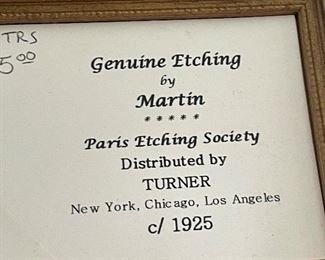 TRS
5.00
Genuine Etching
by
Martin
* * * * *
Paris Etching Society
Distributed by
TURNER
New York, Chicago, Los Angeles
c/ 1925